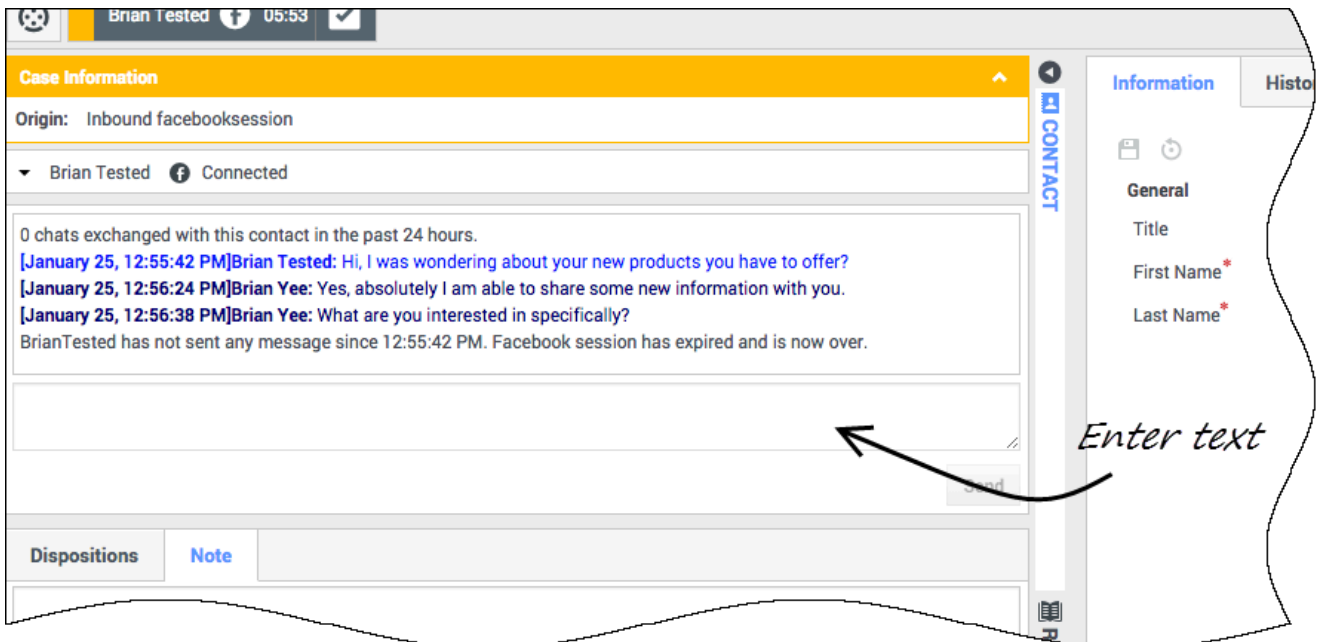 Brian Tested 05:53
Case Information
Origin: Inbound facebooksession
Brian Tested Connected
0 chats exchanged with this contact in the past 24 hours.
[January 25, 12:55:42 PM]Brian Tested: Hi, I was wondering about your new products you have to offer?
[January 25, 12:56:24 PM]Brian Yee: Yes, absolutely I am able to share some new information with you.
[January 25, 12:56:38 PM]Brian Yee: What are you interested in specifically?
BrianTested has not sent any message since 12:55:42 PM. Facebook session has expired and is now over.
Send
Dispositions Note
CONTACT
R
Information Histo
General
Title
First Name*
Last Name*
Enter text